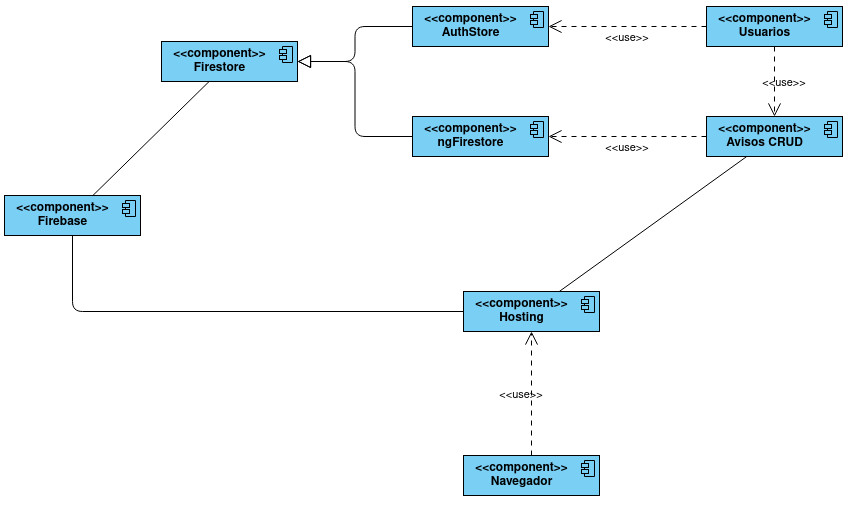 <<component>>
AuthStore
<<use>>
<<component>>
Usuarios
<<component>>
Firestore
<<use>>
<<component>>
ngFirestore
<<use>>
<<component>>
Avisos CRUD
<<component>>
Firebase
<<component>>
Hosting
<<use>>
<<component>>
Navegador